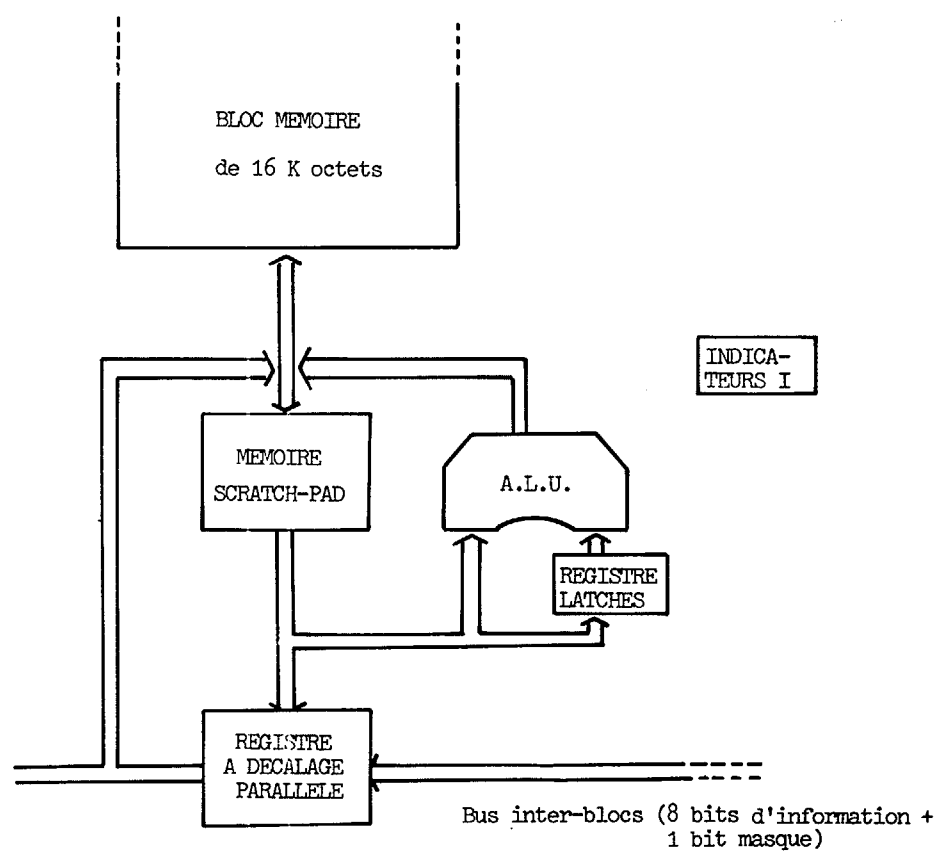 BLOC MEMOIRE
de 16 K octets
INDICA-
TEURS I
MEMOIRE
SCRATCH-PAD
A.L.U.
REGISTRE
LATCHES
REGISTRE
A DECALAGE
PARALLELE
Bus inter-blocs (8 bits d'information +
1 bit masque)